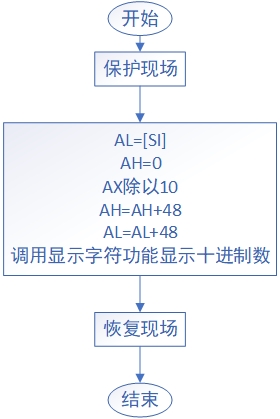 开始
保护现场
AL=[SI]
AH=0
AX除以10
AH=AH+48
AL=AL+48
调用显示字符功能显示十进制数
恢复现场
结束